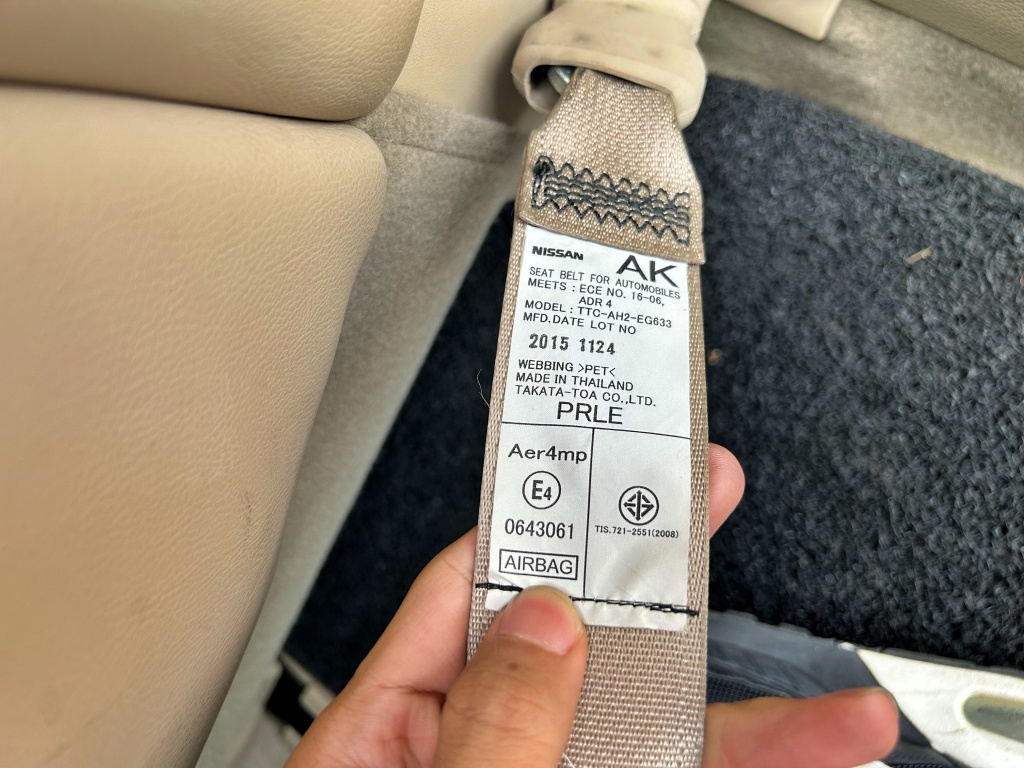 NISSAN AK
SEAT BELT FOR AUTOMOBILES
MEETS : ECE NO. 16-06,
ADR 4
MODEL : TTC-AH2-EG633
MFD.DATE LOT NO
2015 1124
WEBBING >PET<
MADE IN THAILAND
TAKATA-TOA CO.,LTD.
PRLE
Aer4mp
E4
0643061
AIRBAG
TIS.721-2551(2008)